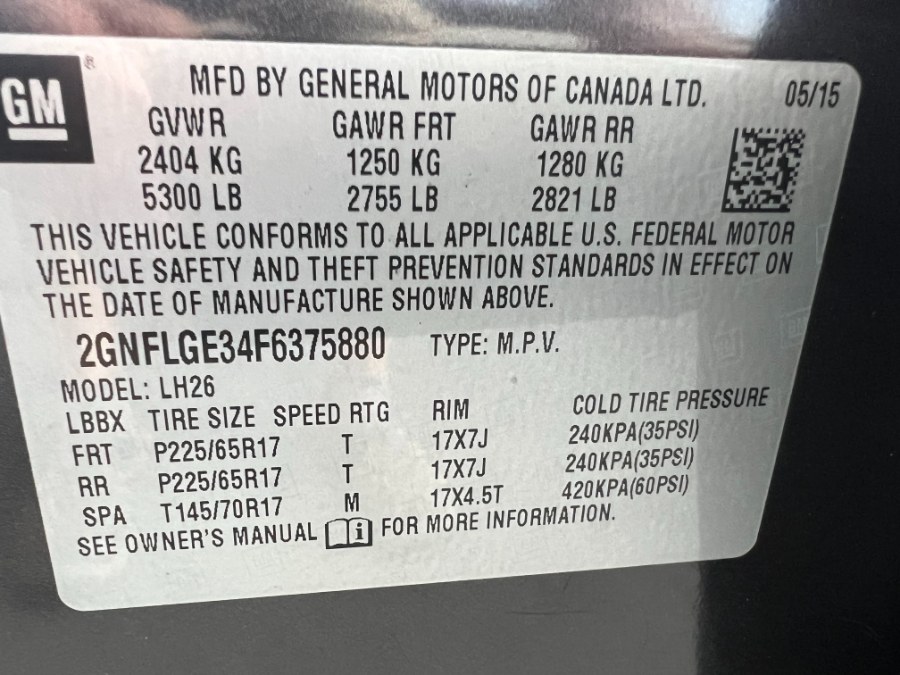 GM ®
MFD BY GENERAL MOTORS OF CANADA LTD. 05/15
GVWR GAWR FRT GAWR RR
2404 KG 1250 KG 1280 KG
5300 LB 2755 LB 2821 LB
THIS VEHICLE CONFORMS TO ALL APPLICABLE U.S. FEDERAL MOTOR
VEHICLE SAFETY AND THEFT PREVENTION STANDARDS IN EFFECT ON
THE DATE OF MANUFACTURE SHOWN ABOVE.
2GNFLGE34F6375880 TYPE: M.P.V.
MODEL: LH26
LBBX TIRE SIZE SPEED RTG RIM COLD TIRE PRESSURE
FRT P225/65R17 T 17X7J 240KPA(35PSI)
RR P225/65R17 T 17X7J 240KPA(35PSI)
SPA T145/70R17 M 17X4.5T 420KPA(60PSI)
SEE OWNER'S MANUAL i FOR MORE INFORMATION.